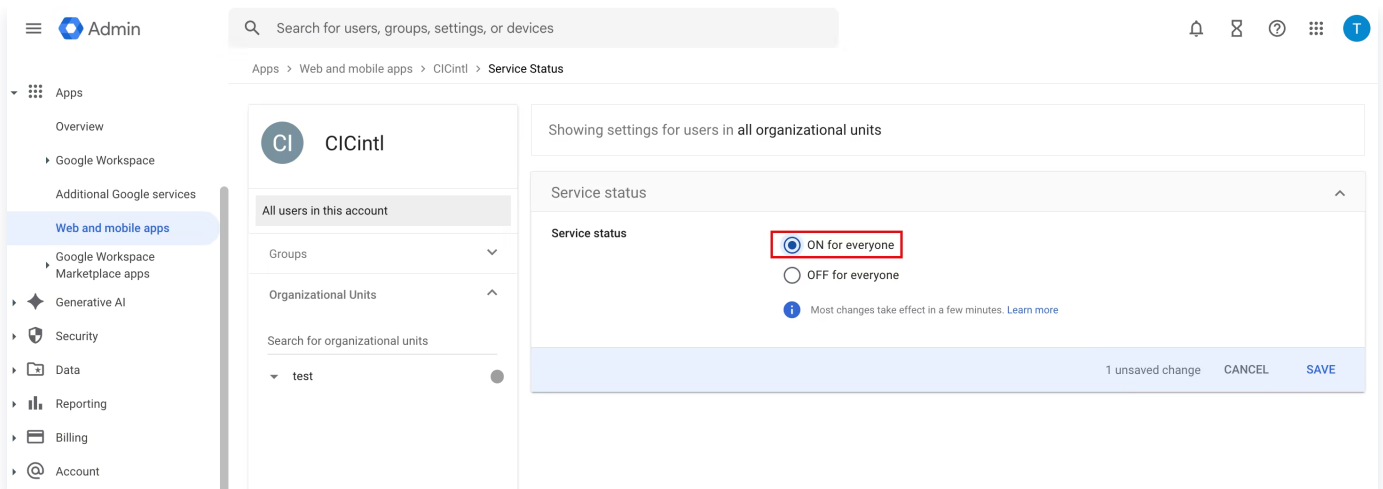 Admin
Search for users, groups, settings, or devices
T
Apps > Web and mobile apps > CICintl > Service Status
Apps
Overview
Google Workspace
Additional Google services
Web and mobile apps
Google Workspace
Marketplace apps
Generative AI
Security
Data
Reporting
Billing
Account
CI
CICintl
All users in this account
Groups
Organizational Units
Search for organizational units
test
Showing settings for users in all organizational units
Service status
Service status
ON for everyone
OFF for everyone
Most changes take effect in a few minutes. Learn more
1 unsaved change CANCEL SAVE